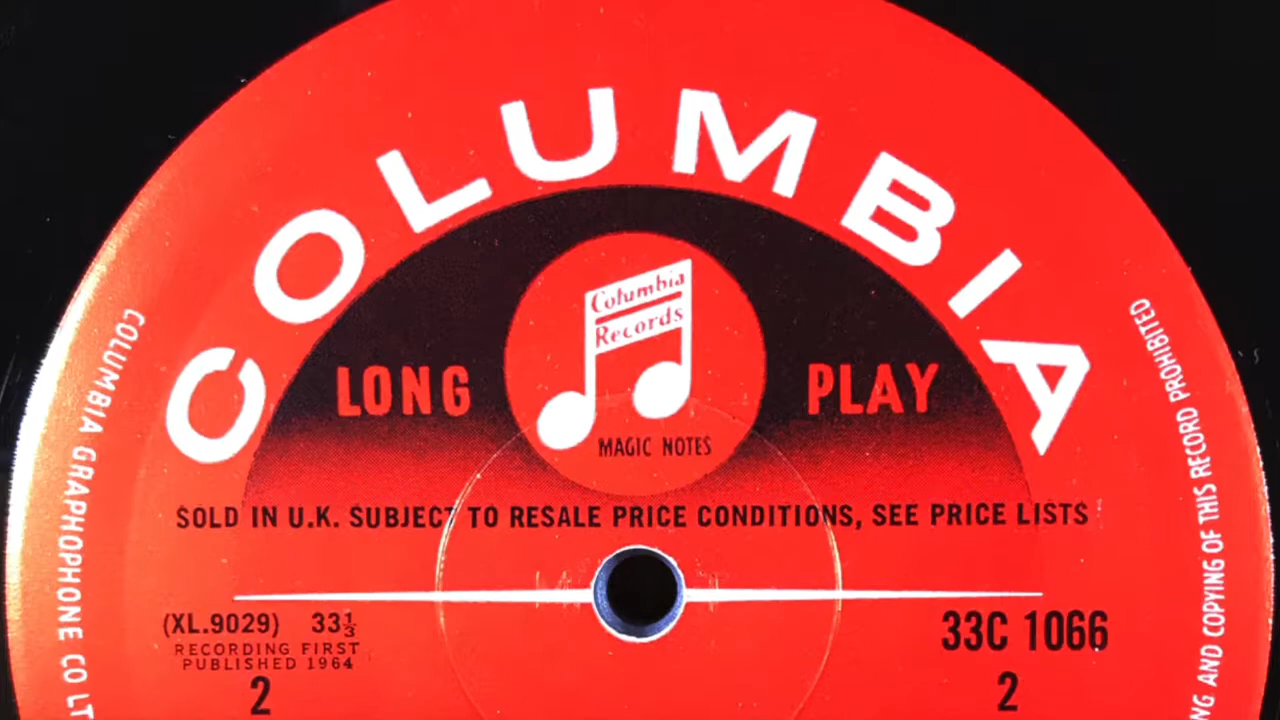 COLUMBIA
Columbia
Records
LONG PLAY
MAGIC NOTES
SOLD IN U.K. SUBJECT TO RESALE PRICE CONDITIONS, SEE PRICE LISTS
(XL.9029) 33⅓
RECORDING FIRST
PUBLISHED 1964
2
33C 1066
2
COLUMBIA GRAPHOPHONE CO
AND COPYING OF THIS RECORD PROHIBITED